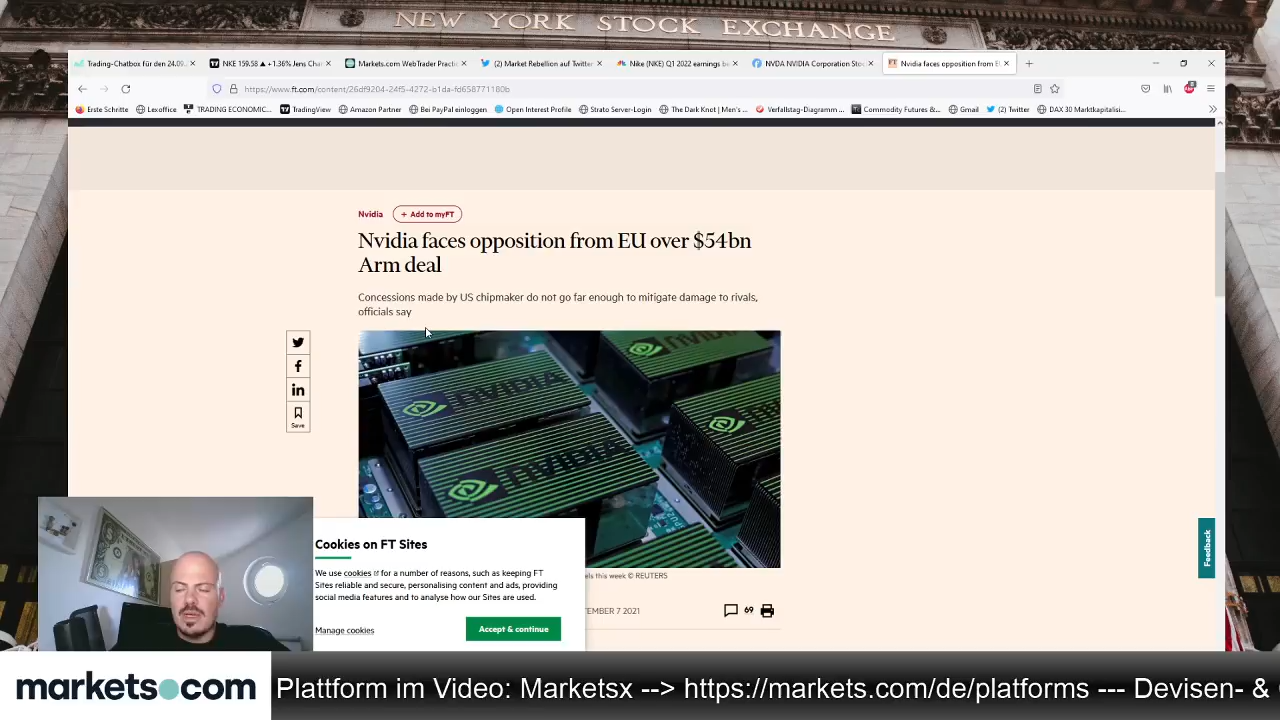 NEW YORK STOCK EXCHANGE
Trading-Chatbox für den 24.09.
NKE 159.58 ▲ +1.36% Jens Cha
Markets.com WebTrader Practi
(2) Market Rebellion auf Twitter
Nike (NKE) Q1 2022 earnings be
NVDA NVIDIA Corporation Stoc
Nvidia faces opposition from E
https://www.ft.com/content/26df9204-24f5-4272-b1da-fd658771180b
Erste Schritte
Lexoffice
TRADING ECONOMIC...
TradingView
Amazon Partner
Bei PayPal einloggen
Open Interest Profile
Strato Server-Login
The Dark Knot | Men's ...
Verfallstag-Diagramm ...
Commodity Futures &...
Gmail
(2) Twitter
DAX 30 Marktkapitalisi...
Nvidia
+ Add to myFT
Nvidia faces opposition from EU over $54bn
Arm deal
Concessions made by US chipmaker do not go far enough to mitigate damage to rivals,
officials say
Save
NVIDIA
NVIDIA
nVIDIA
Feedback
Cookies on FT Sites
We use cookies for a number of reasons, such as keeping FT
Sites reliable and secure, personalising content and ads, providing
social media features and to analyse how our Sites are used.
Manage cookies
Accept & continue
els this week © REUTERS
TEMBER 7 2021
69
markets.com
Plattform im Video: Marketsx --> https://markets.com/de/platforms --- Devisen- &